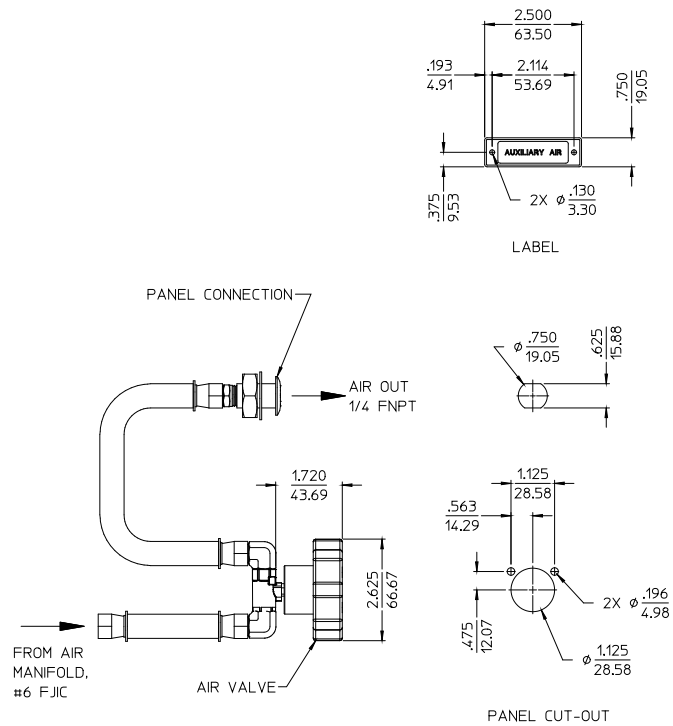 2.500
63.50
.193
4.91
2.114
53.69
.750
19.05
AUXILIARY AIR
.375
9.53
2X ⌀ .130
3.30
LABEL
PANEL CONNECTION
AIR OUT
1/4 FNPT
⌀ .750
19.05
.625
15.88
1.720
43.69
1.125
28.58
.563
14.29
2.625
66.67
.475
12.07
2X ⌀ .196
4.98
⌀ 1.125
28.58
FROM AIR
MANIFOLD,
#6 FJIC
AIR VALVE
PANEL CUT-OUT